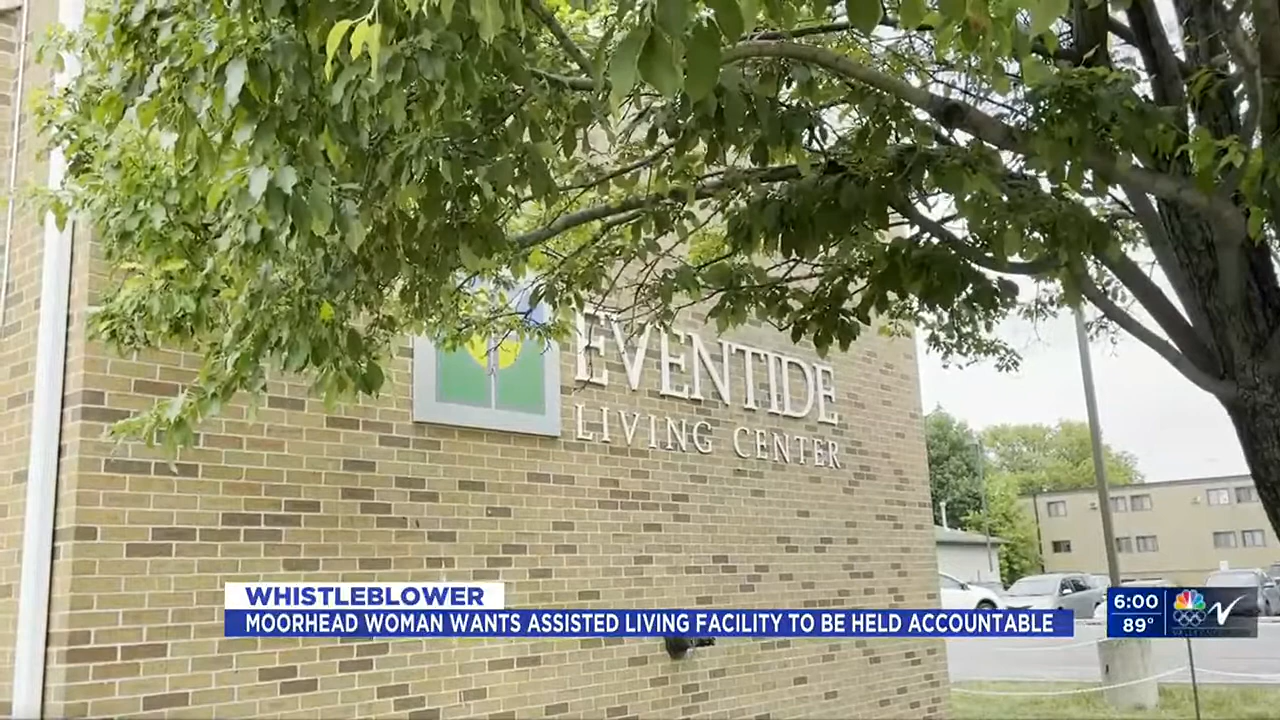 EVENTIDE
LIVING CENTER
WHISTLEBLOWER
MOORHEAD WOMAN WANTS ASSISTED LIVING FACILITY TO BE HELD ACCOUNTABLE
6:00
89°